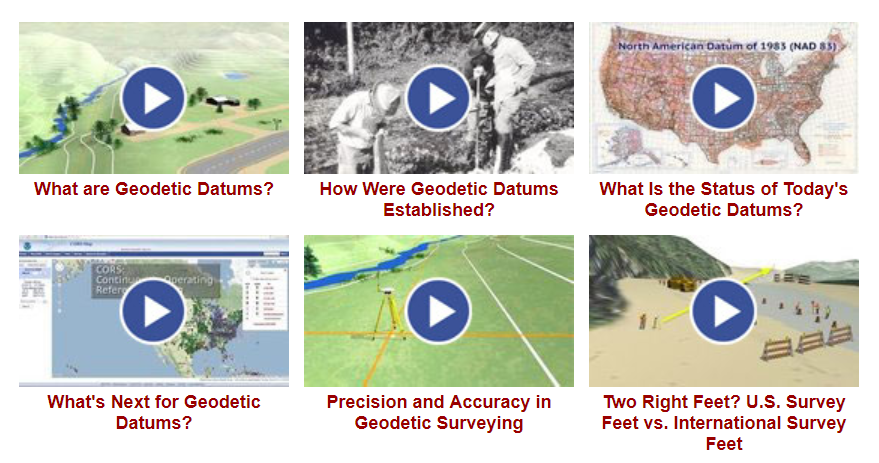 North American Datum of 1983 (NAD 83)
What are Geodetic Datums?
How Were Geodetic Datums
Established?
What Is the Status of Today's
Geodetic Datums?
CORS Map
CORS:
Operating
What's Next for Geodetic
Datums?
Precision and Accuracy in
Geodetic Surveying
Two Right Feet? U.S. Survey
Feet vs. International Survey
Feet